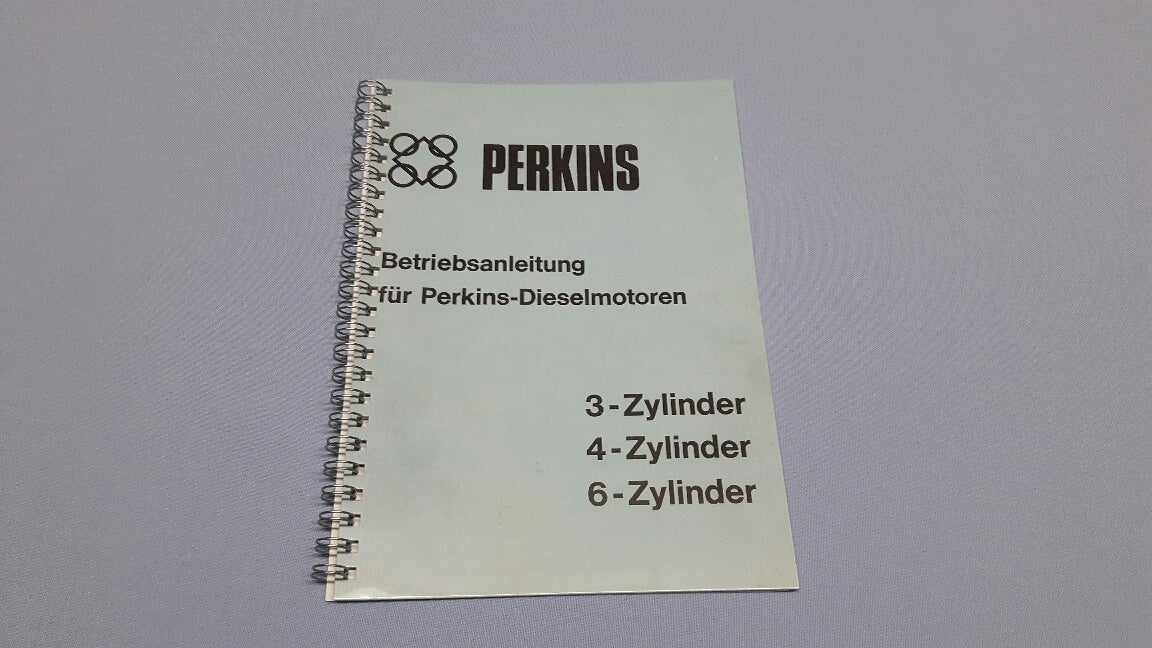 PERKINS
Betriebsanleitung
für Perkins-Dieselmotoren
3-Zylinder
4-Zylinder
6-Zylinder